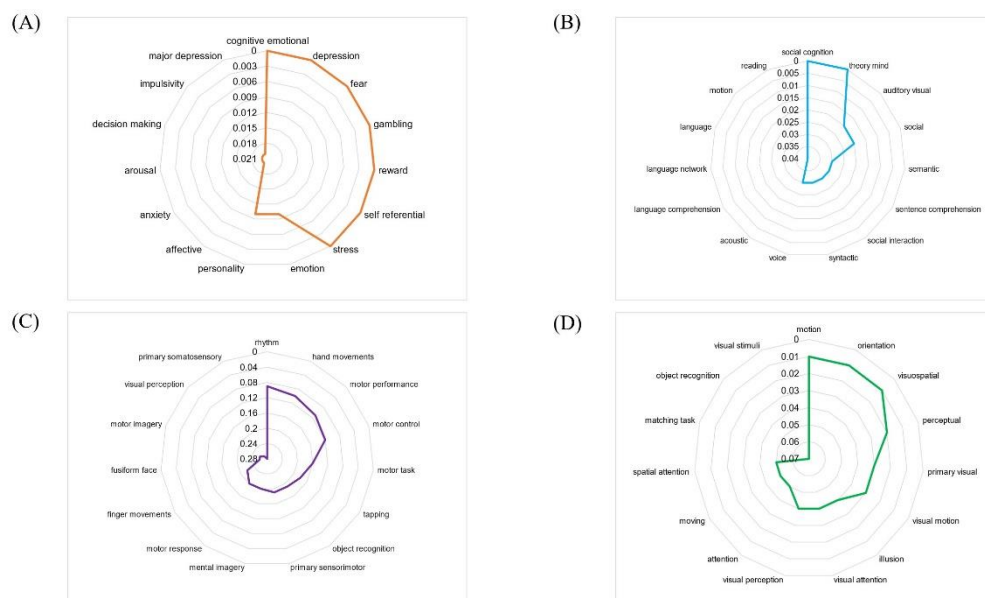 (A)
cognitive emotional
depression
fear
gambling
reward
self referential
stress
emotion
personality
affective
anxiety
arousal
decision making
impulsivity
major depression
0
0.003
0.006
0.009
0.012
0.015
0.018
0.021
(B)
social cognition
theory mind
auditory visual
social
semantic
sentence comprehension
social interaction
syntactic
voice
acoustic
language comprehension
language network
language
motion
reading
0
0.005
0.01
0.015
0.02
0.025
0.03
0.035
0.04
(C)
rhythm
hand movements
motor performance
motor control
motor task
tapping
object recognition
primary sensorimotor
mental imagery
motor response
finger movements
fusiform face
motor imagery
visual perception
primary somatosensory
0
0.04
0.08
0.12
0.16
0.2
0.24
0.28
(D)
motion
orientation
visuospatial
perceptual
primary visual
visual motion
illusion
visual attention
visual perception
attention
moving
spatial attention
matching task
object recognition
visual stimuli
0
0.01
0.02
0.03
0.04
0.05
0.06
0.07